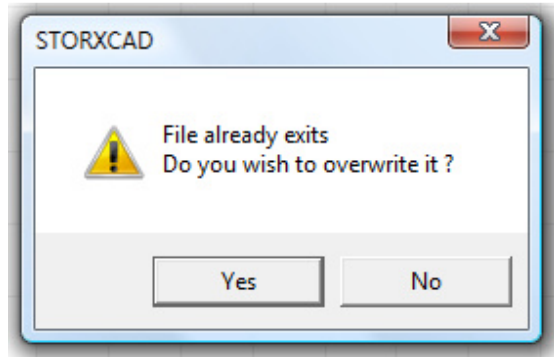 STORXCAD
File already exits
Do you wish to overwrite it ?
Yes
No